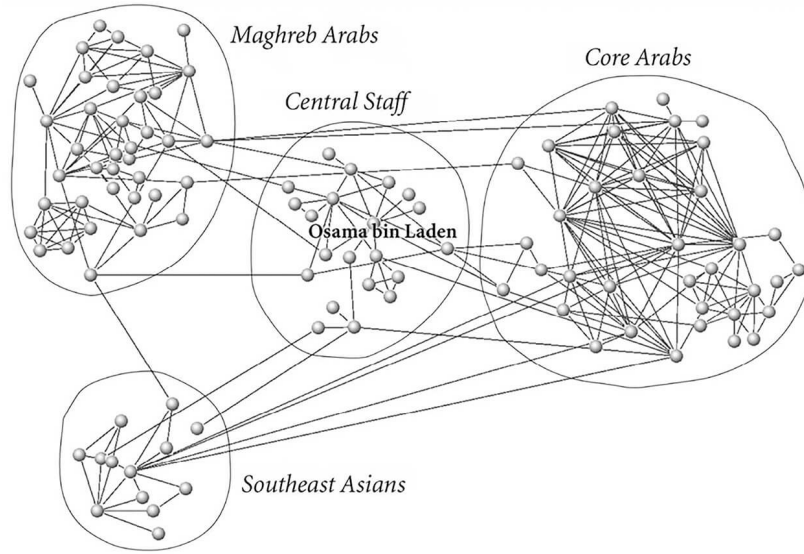 Maghreb Arabs
Core Arabs
Central Staff
Osama bin Laden
Southeast Asians